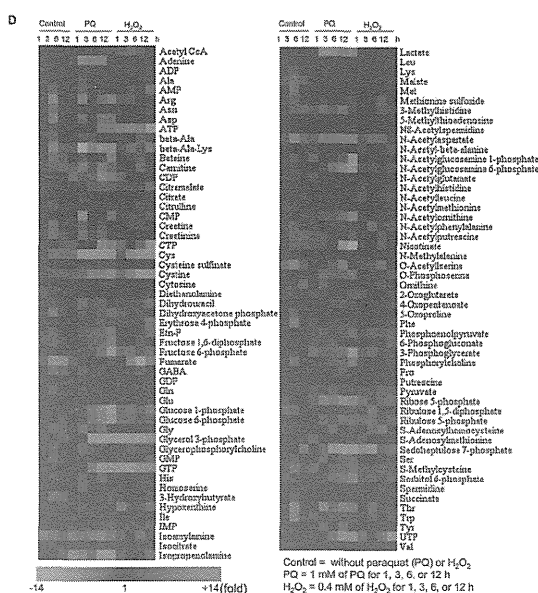 D
Control PQ H2O2
1 3 6 12 1 3 6 12 1 3 6 12 h
Acetyl CoA
Adenine
ADP
Ala
AMP
Arg
Asn
Asp
ATP
beta-Ala
beta-Ala-Lys
Betaine
Carnitine
CDP
Citramalate
Citrate
Citrulline
CMP
Creatine
Creatinine
CTP
Cys
Cysteine sulfinate
Cystine
Cytosine
Diethanolamine
Dihydrouracil
Dihydroxyacetone phosphate
Erythrose 4-phosphate
Etn-P
Fructose 1,6-diphosphate
Fructose 6-phosphate
Fumarate
GABA
GDP
Gln
Glu
Glucose 1-phosphate
Glucose 6-phosphate
Gly
Glycerol 3-phosphate
Glycerophosphorylcholine
GMP
GTP
His
Homoserine
3-Hydroxybutyrate
Hypoxanthine
Ile
IMP
Isoamylamine
Isocitrate
Isopropanolamine
-14 1 +14(fold)
Control PQ H2O2
1 3 6 12 1 3 6 12 1 3 6 12 h
Lactate
Leu
Lys
Malate
Met
Methionine sulfoxide
3-Methylhistidine
5-Methylthioadenosine
N8-Acetylspermidine
N-Acetylaspartate
N-Acetyl-beta-alanine
N-Acetylglucosamine 1-phosphate
N-Acetylglucosamine 6-phosphate
N-Acetylglutamate
N-Acetylhistidine
N-Acetylleucine
N-Acetylmethionine
N-Acetylornithine
N-Acetylphenylalanine
N-Acetylputrescine
Nicotinate
N-Methylalanine
O-Acetylserine
O-Phosphoserine
Ornithine
2-Oxoglutarate
4-Oxopentanoate
5-Oxoproline
Phe
Phosphoenolpyruvate
6-Phosphogluconate
3-Phosphoglycerate
Phosphorylcholine
Pro
Putrescine
Pyruvate
Ribose 5-phosphate
Ribulose 1,5-diphosphate
Ribulose 5-phosphate
S-Adenosylhomocysteine
S-Adenosylmethionine
Sedoheptulose 7-phosphate
Ser
S-Methylcysteine
Sorbitol 6-phosphate
Spermidine
Succinate
Thr
Trp
Tyr
UTP
Val
Control = without paraquat (PQ) or H2O2
PQ = 1 mM of PQ for 1, 3, 6, or 12 h
H2O2 = 0.4 mM of H2O2 for 1, 3, 6, or 12 h